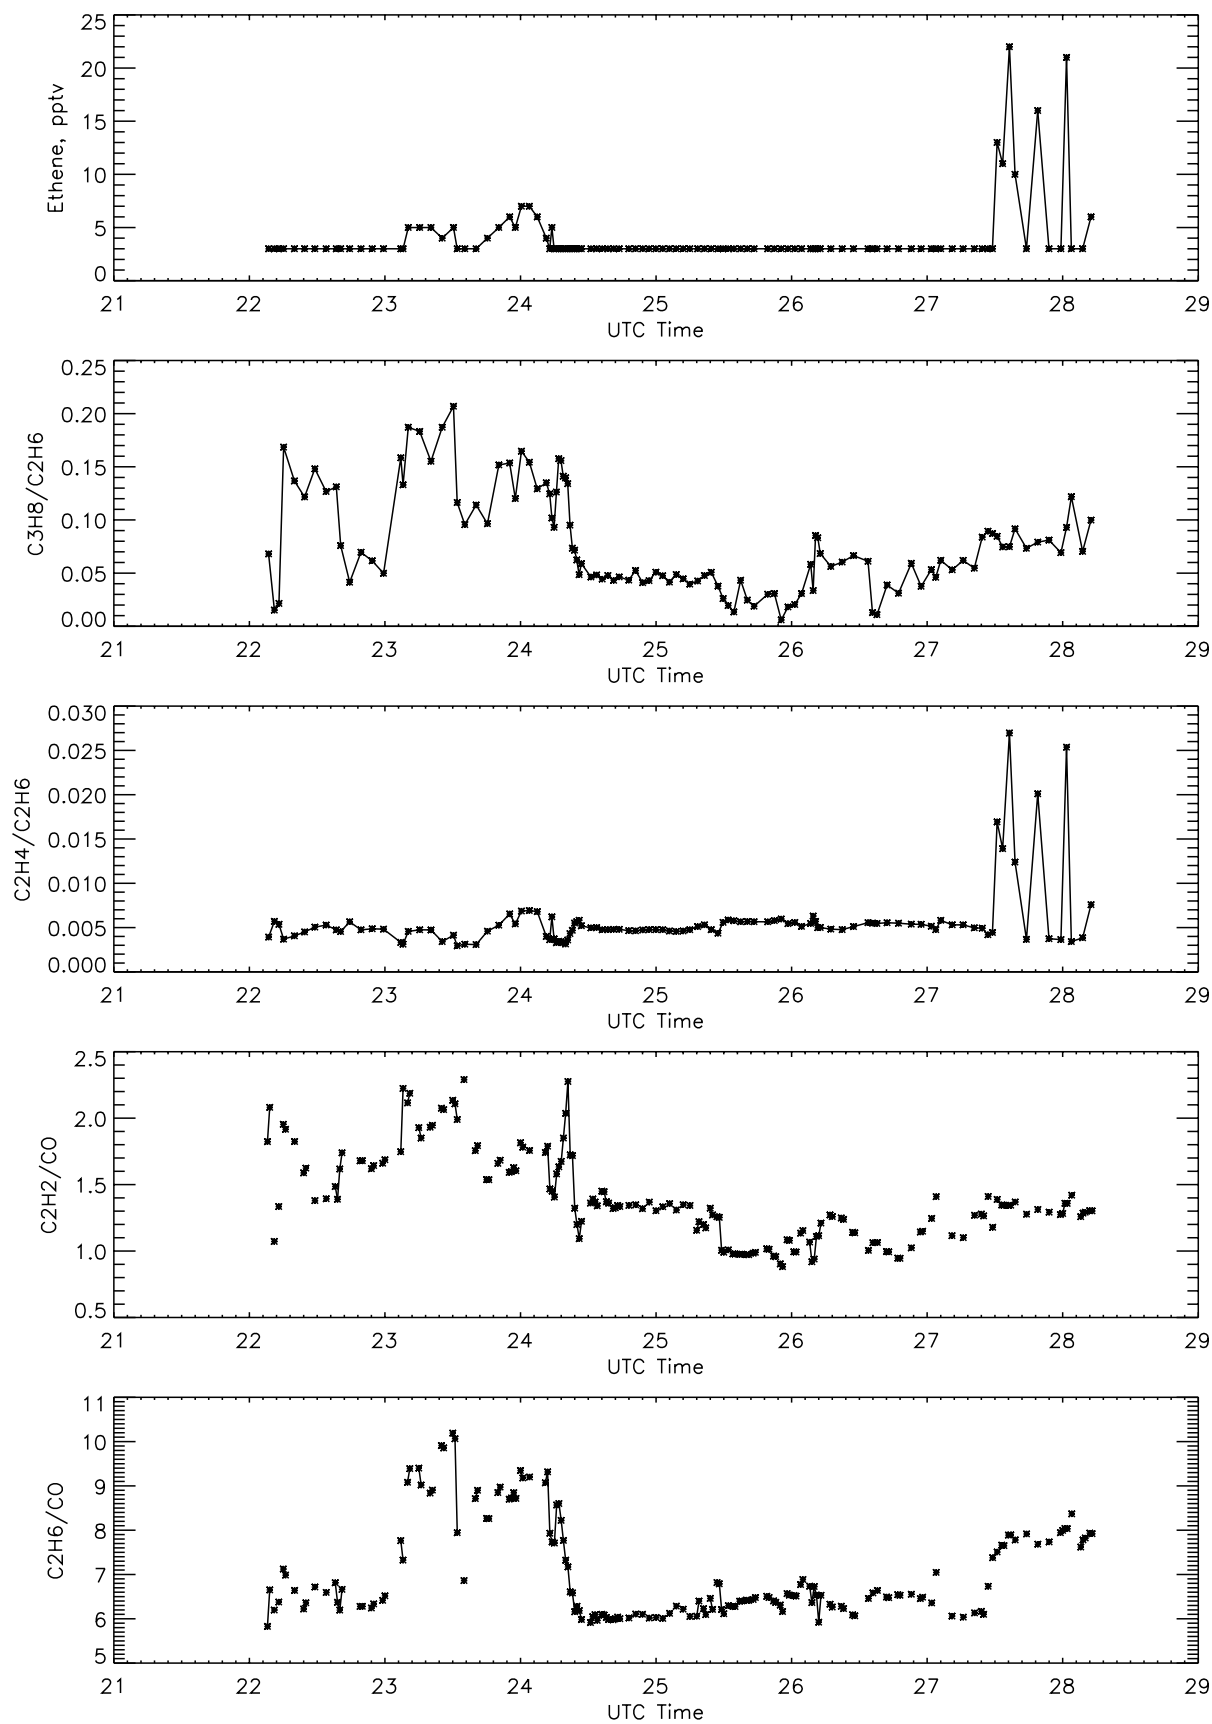 25
20
15
10
5
0
Ethene, pptv
21 22 23 24 25 26 27 28 29
UTC Time
0.25
0.20
0.15
0.10
0.05
0.00
C3H8/C2H6
21 22 23 24 25 26 27 28 29
UTC Time
0.030
0.025
0.020
0.015
0.010
0.005
0.000
C2H4/C2H6
21 22 23 24 25 26 27 28 29
UTC Time
2.5
2.0
1.5
1.0
0.5
C2H2/CO
21 22 23 24 25 26 27 28 29
UTC Time
11
10
9
8
7
6
5
C2H6/CO
21 22 23 24 25 26 27 28 29
UTC Time